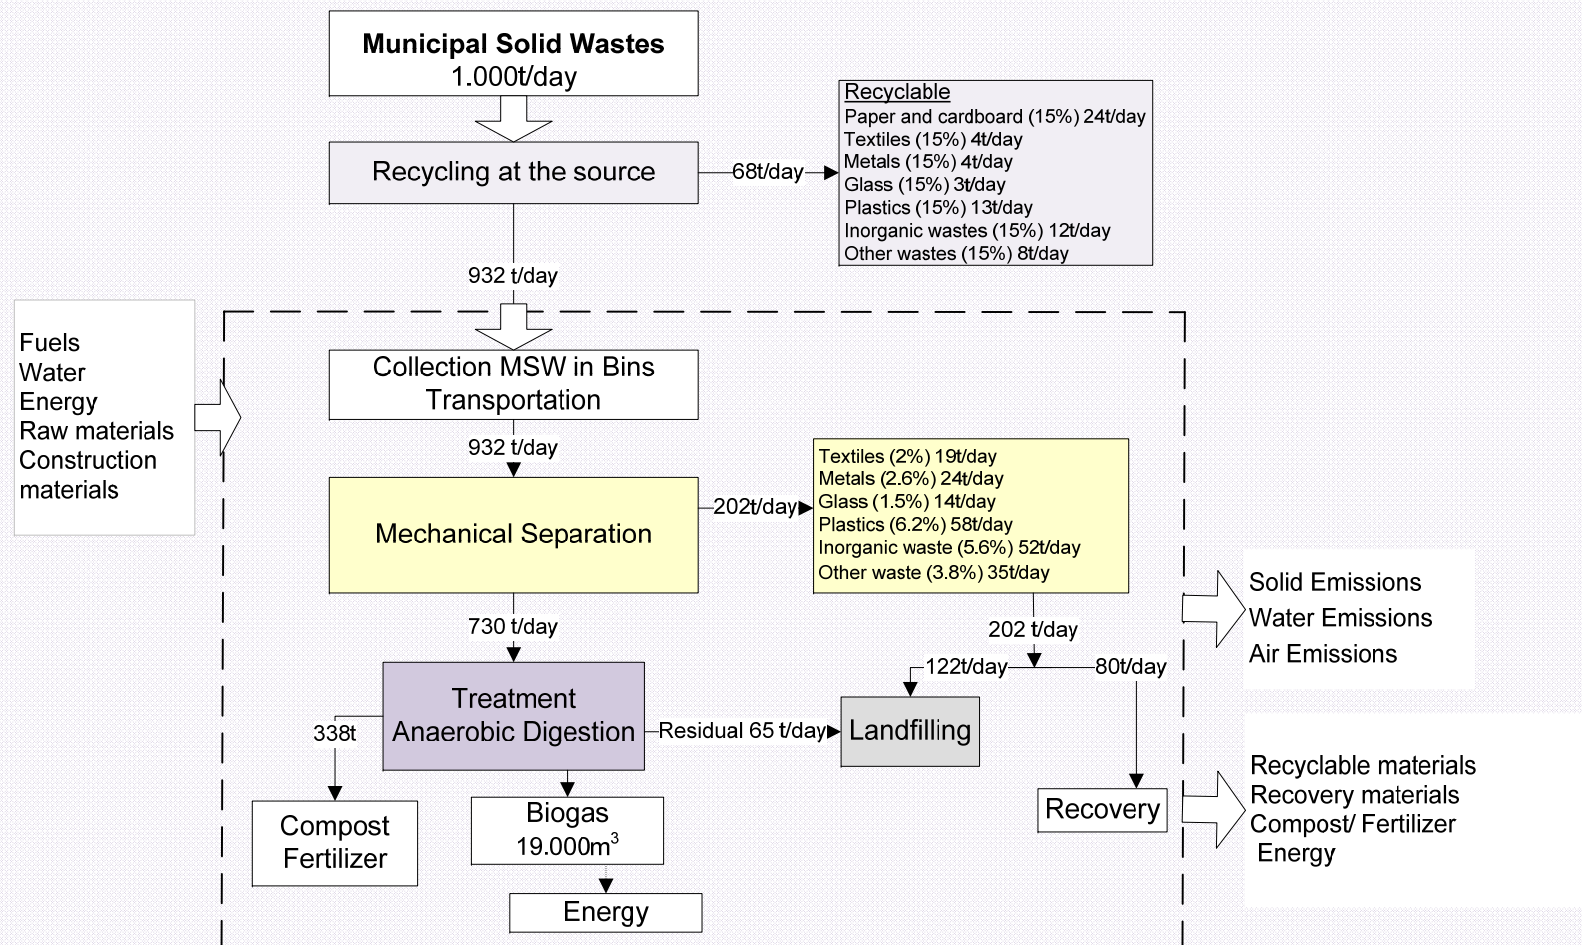 Municipal Solid Wastes
1.000t/day
Recycling at the source
68t/day
Recyclable
Paper and cardboard (15%) 24t/day
Textiles (15%) 4t/day
Metals (15%) 4t/day
Glass (15%) 3t/day
Plastics (15%) 13t/day
Inorganic wastes (15%) 12t/day
Other wastes (15%) 8t/day
932 t/day
Fuels
Water
Energy
Raw materials
Construction
materials
Collection MSW in Bins
Transportation
932 t/day
Mechanical Separation
202t/day
Textiles (2%) 19t/day
Metals (2.6%) 24t/day
Glass (1.5%) 14t/day
Plastics (6.2%) 58t/day
Inorganic waste (5.6%) 52t/day
Other waste (3.8%) 35t/day
730 t/day
202 t/day
122t/day
80t/day
Treatment
Anaerobic Digestion
338t
Residual 65 t/day
Landfilling
Compost
Fertilizer
Biogas
19.000m³
Energy
Recovery
Solid Emissions
Water Emissions
Air Emissions
Recyclable materials
Recovery materials
Compost/ Fertilizer
Energy